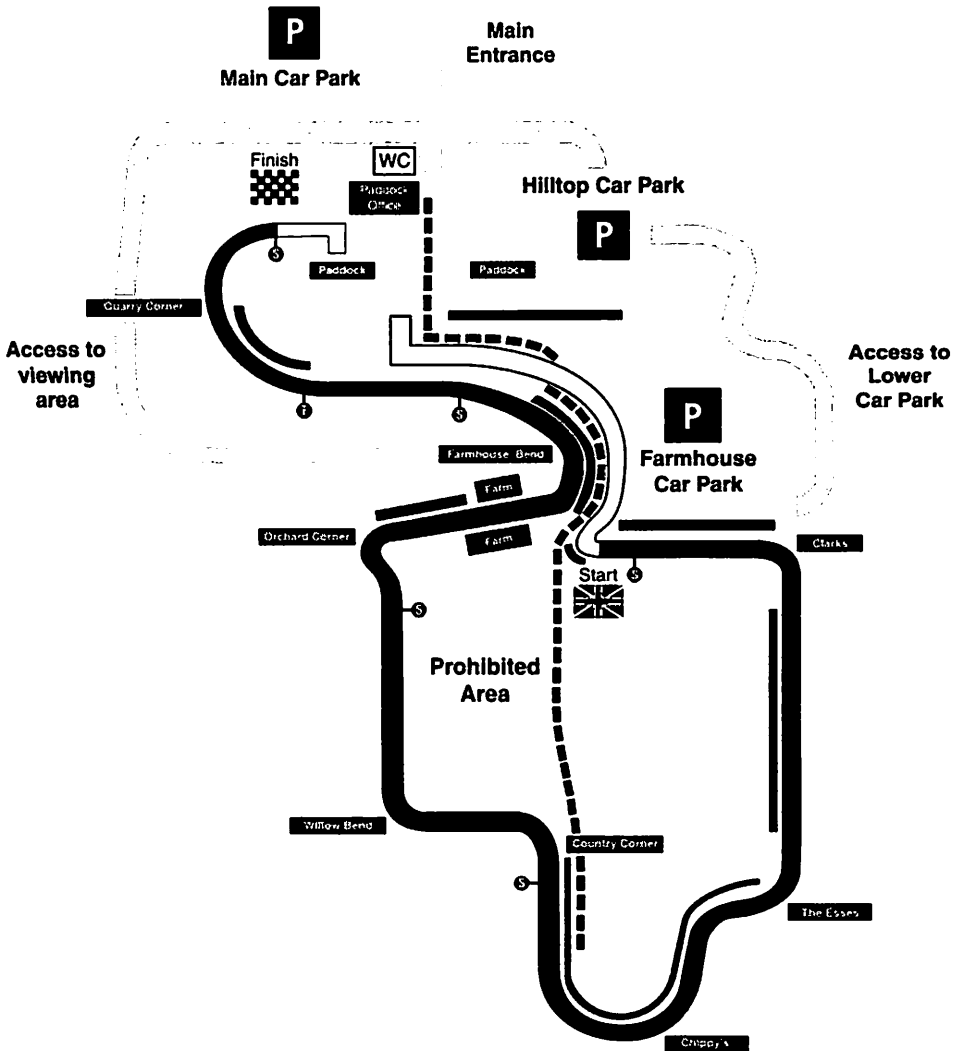 P
Main Car Park
Main
Entrance
Finish
WC
Paddock
Office
Hilltop Car Park
P
S
Paddock
Paddock
Quarry Corner
Access to
viewing
area
Access to
Lower
Car Park
S
P
Farmhouse Bend
Farmhouse
Car Park
Farm
Orchard Corner
Farm
Clarks
Start
S
S
Prohibited
Area
Willow Bend
Country Corner
S
The Esses